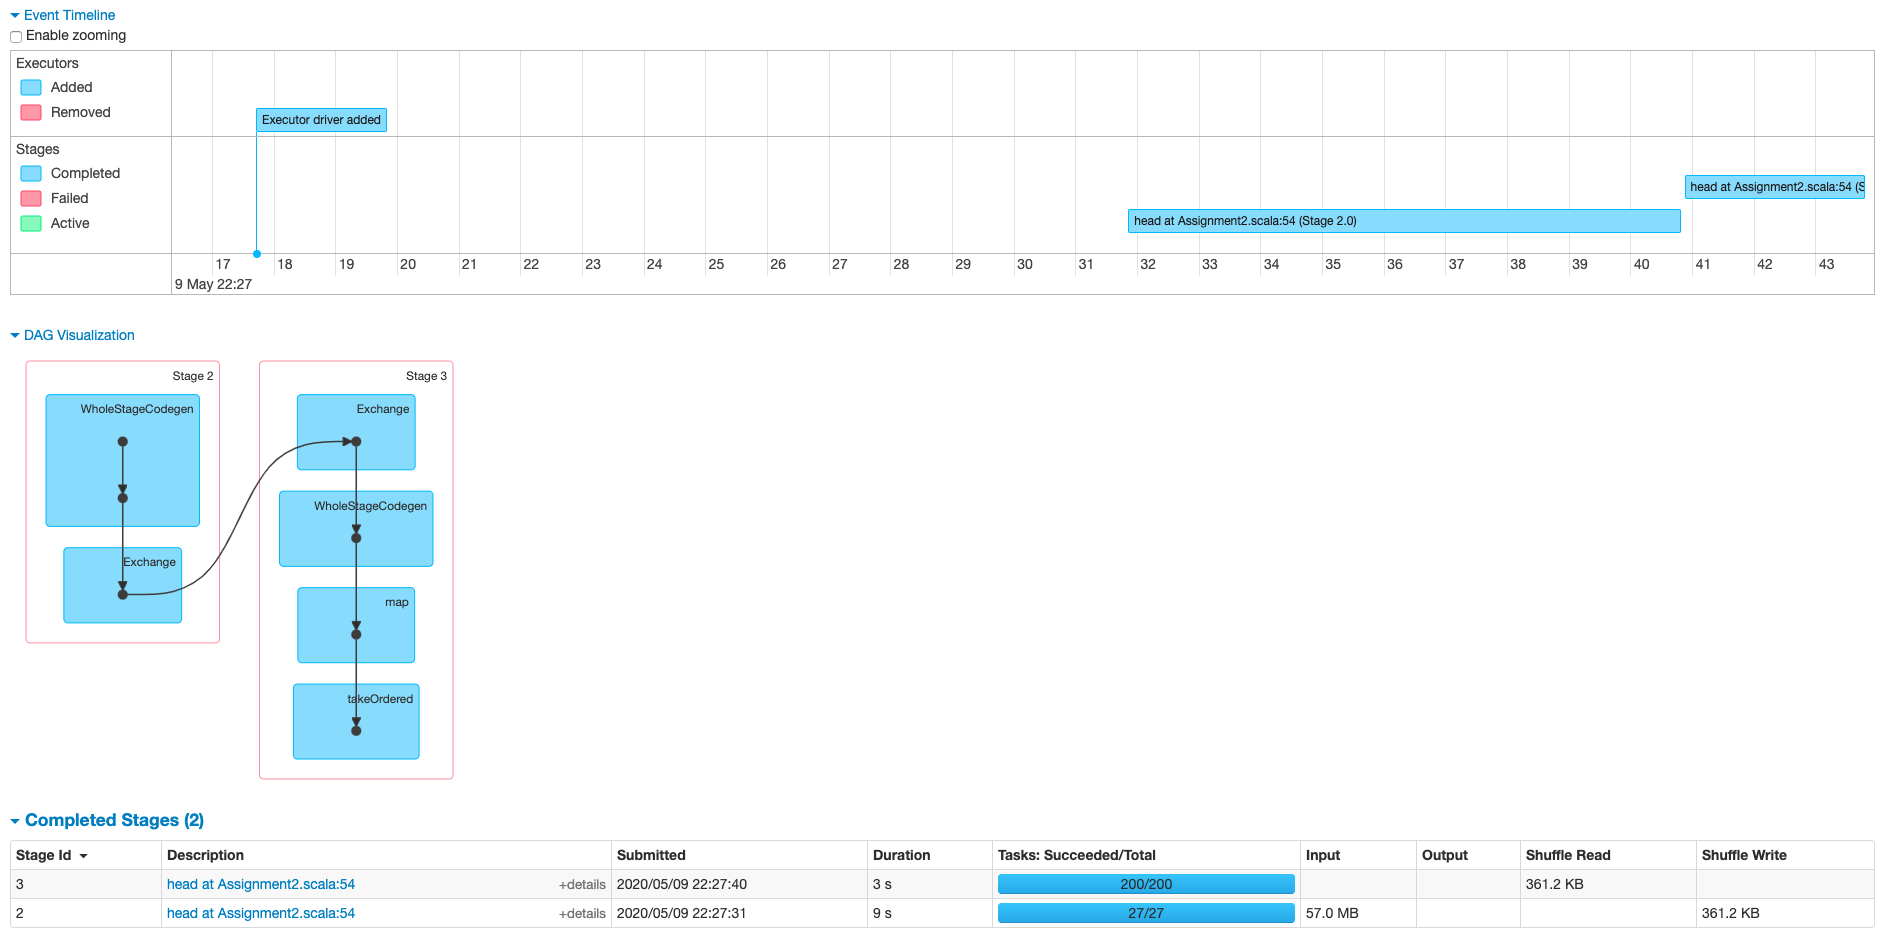 Event Timeline
Enable zooming
Executors
Added
Removed
Executor driver added
Stages
Completed
Failed
Active
head at Assignment2.scala:54 (S
head at Assignment2.scala:54 (Stage 2.0)
17 18 19 20 21 22 23 24 25 26 27 28 29 30 31 32 33 34 35 36 37 38 39 40 41 42 43
9 May 22:27
DAG Visualization
Stage 2
WholeStageCodegen
Exchange
Stage 3
Exchange
WholeStageCodegen
map
takeOrdered
Completed Stages (2)
Stage Id Description Submitted Duration Tasks: Succeeded/Total Input Output Shuffle Read Shuffle Write
3 head at Assignment2.scala:54 +details 2020/05/09 22:27:40 3 s 200/200 361.2 KB
2 head at Assignment2.scala:54 +details 2020/05/09 22:27:31 9 s 27/27 57.0 MB 361.2 KB